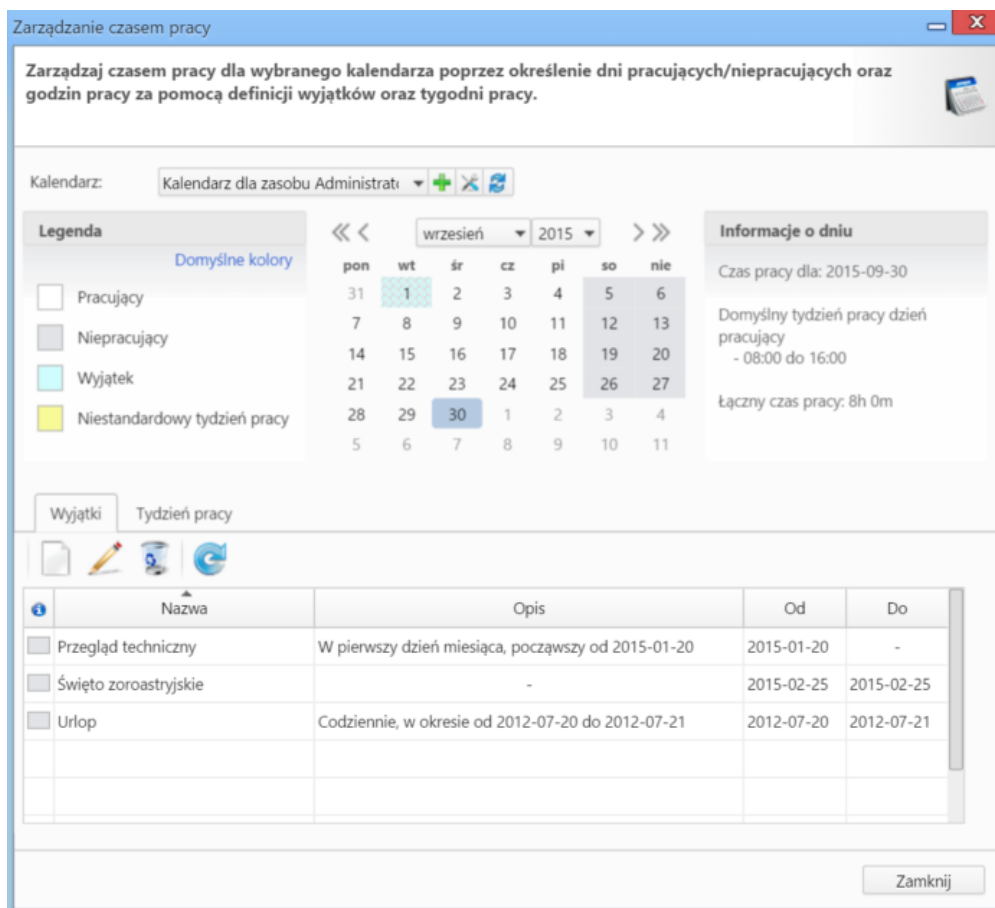 Zarządzanie czasem pracy
Zarządzaj czasem pracy dla wybranego kalendarza poprzez określenie dni pracujących/niepracujących oraz
godzin pracy za pomocą definicji wyjątków oraz tygodni pracy.
Kalendarz: Kalendarz dla zasobu Administrat
Legenda
Domyślne kolory
Pracujący
Niepracujący
Wyjątek
Niestandardowy tydzień pracy
wrzesień 2015
pon wt śr cz pi so nie
31 1 2 3 4 5 6
7 8 9 10 11 12 13
14 15 16 17 18 19 20
21 22 23 24 25 26 27
28 29 30 1 2 3 4
5 6 7 8 9 10 11
Informacje o dniu
Czas pracy dla: 2015-09-30
Domyślny tydzień pracy dzień
pracujący
- 08:00 do 16:00
Łączny czas pracy: 8h 0m
Wyjątki Tydzień pracy
Nazwa Opis Od Do
Przegląd techniczny W pierwszy dzień miesiąca, począwszy od 2015-01-20 2015-01-20 -
Święto zoroastryjskie - 2015-02-25 2015-02-25
Urlop Codziennie, w okresie od 2012-07-20 do 2012-07-21 2012-07-20 2012-07-21
Zamknij